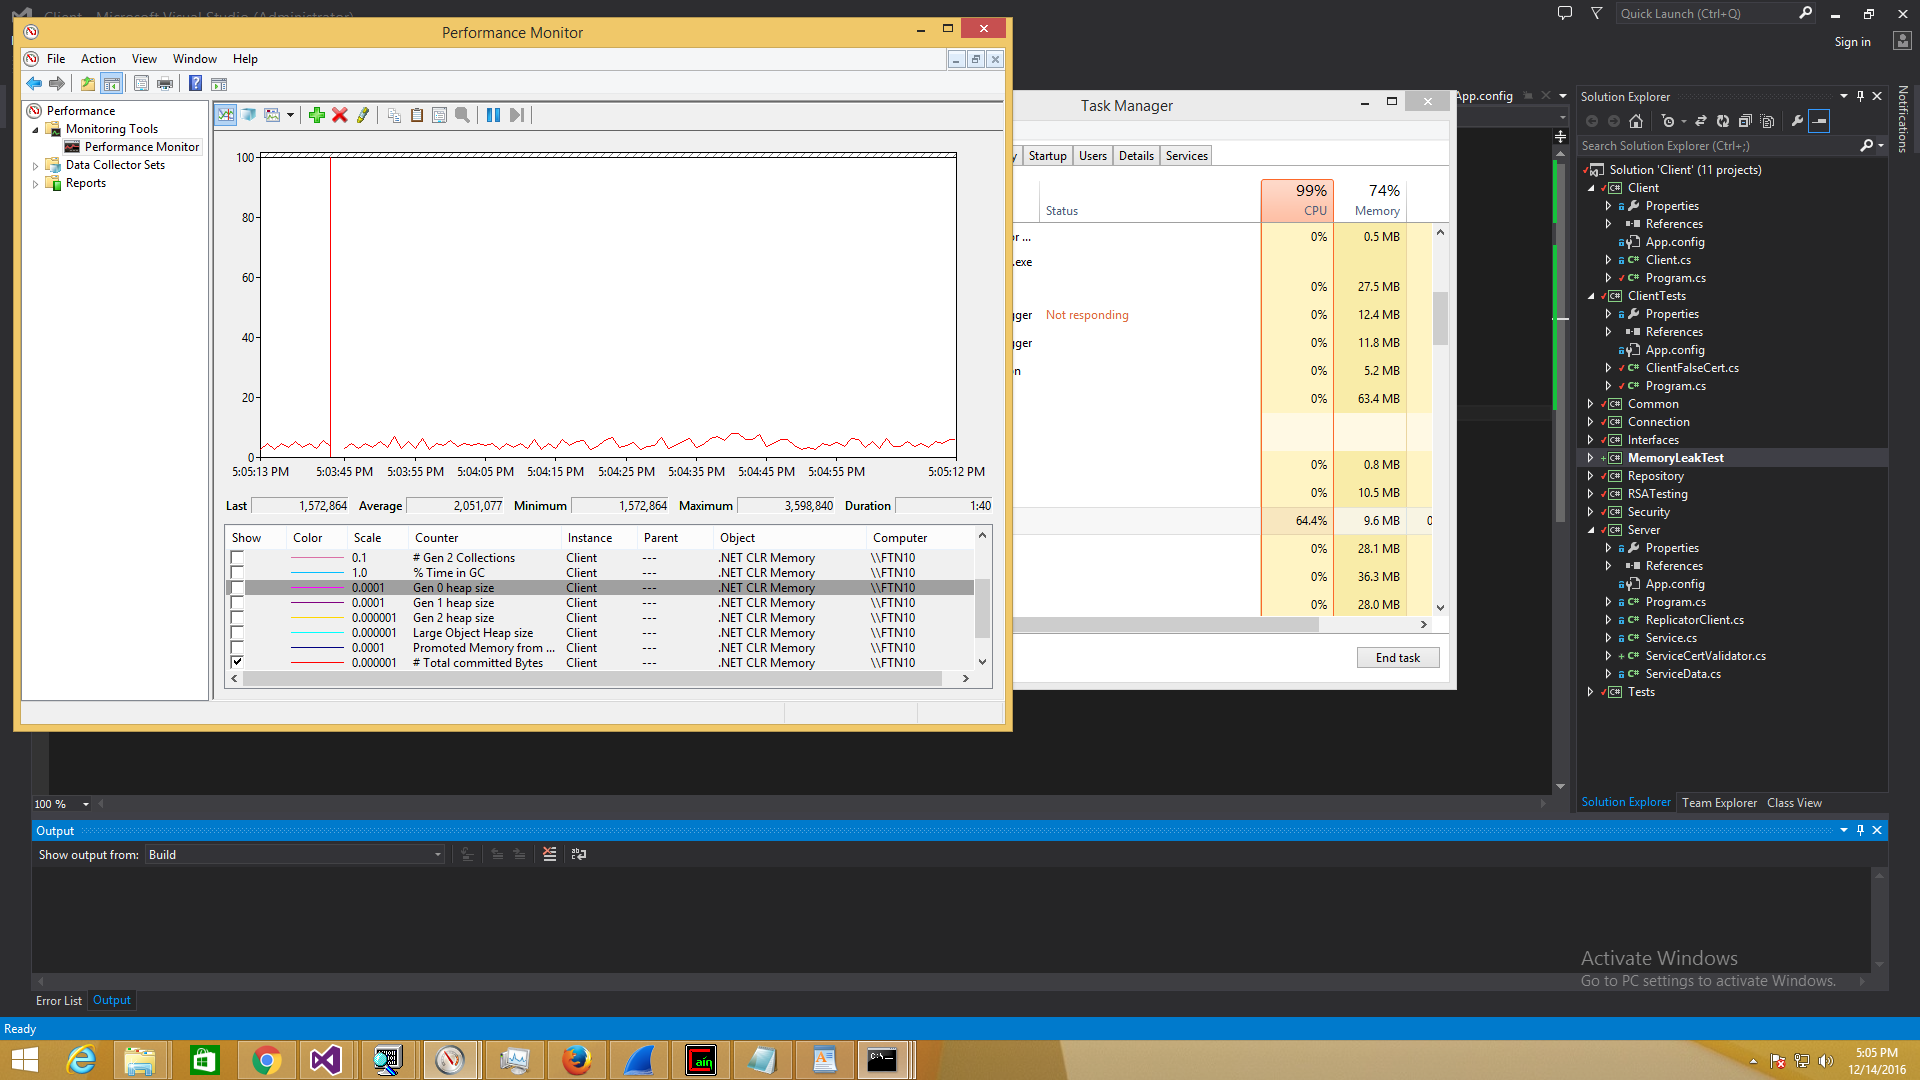 Client - Microsoft Visual Studio (Administrator)
Quick Launch (Ctrl+Q)
Sign in
Performance Monitor
File Action View Window Help
Performance
Monitoring Tools
Performance Monitor
Data Collector Sets
Reports
100
80
60
40
20
0
5:05:13 PM 5:03:45 PM 5:03:55 PM 5:04:05 PM 5:04:15 PM 5:04:25 PM 5:04:35 PM 5:04:45 PM 5:04:55 PM 5:05:12 PM
Last 1,572,864 Average 2,051,077 Minimum 1,572,864 Maximum 3,598,840 Duration 1:40
Show Color Scale Counter Instance Parent Object Computer
0.1 # Gen 2 Collections Client --- .NET CLR Memory \\FTN10
1.0 % Time in GC Client --- .NET CLR Memory \\FTN10
0.0001 Gen 0 heap size Client --- .NET CLR Memory \\FTN10
0.0001 Gen 1 heap size Client --- .NET CLR Memory \\FTN10
0.000001 Gen 2 heap size Client --- .NET CLR Memory \\FTN10
0.000001 Large Object Heap size Client --- .NET CLR Memory \\FTN10
0.0001 Promoted Memory from ... Client --- .NET CLR Memory \\FTN10
0.000001 # Total committed Bytes Client --- .NET CLR Memory \\FTN10
Task Manager
y Startup Users Details Services
99% 74%
Status CPU Memory
or ... 0% 0.5 MB
.exe
0% 27.5 MB
gger Not responding 0% 12.4 MB
gger 0% 11.8 MB
on 0% 5.2 MB
0% 63.4 MB
0% 0.8 MB
0% 10.5 MB
64.4% 9.6 MB 0
0% 28.1 MB
0% 36.3 MB
0% 28.0 MB
End task
App.config
Solution Explorer
Search Solution Explorer (Ctrl+;)
Solution 'Client' (11 projects)
C# Client
Properties
References
App.config
C# Client.cs
C# Program.cs
C# ClientTests
Properties
References
App.config
C# ClientFalseCert.cs
C# Program.cs
C# Common
C# Connection
C# Interfaces
C# MemoryLeakTest
C# Repository
C# RSATesting
C# Security
C# Server
Properties
References
App.config
C# Program.cs
C# ReplicatorClient.cs
C# Service.cs
C# ServiceCertValidator.cs
C# ServiceData.cs
C# Tests
Solution Explorer Team Explorer Class View
Notifications
100 %
Output
Show output from: Build
Activate Windows
Go to PC settings to activate Windows.
Error List Output
Ready
Cain
C:\
5:05 PM
12/14/2016